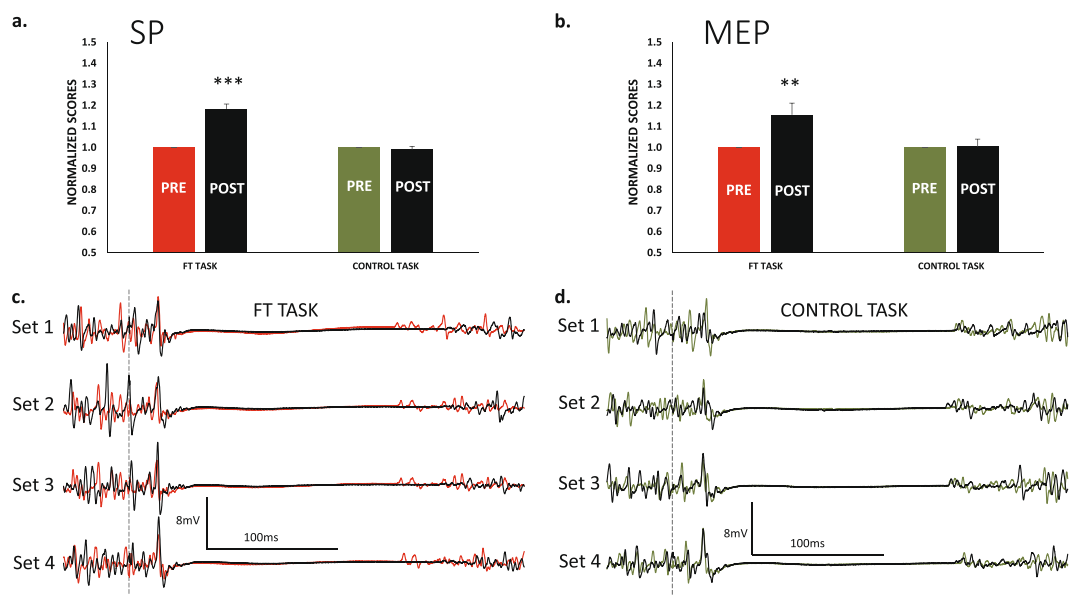 a.
SP
NORMALIZED SCORES
1.5
1.4
1.3
1.2
1.1
1.0
0.9
0.8
0.7
0.6
0.5
***
PRE
POST
PRE
POST
FT TASK
CONTROL TASK
b.
MEP
NORMALIZED SCORES
1.5
1.4
1.3
1.2
1.1
1.0
0.9
0.8
0.7
0.6
0.5
**
PRE
POST
PRE
POST
FT TASK
CONTROL TASK
c.
FT TASK
Set 1
Set 2
Set 3
Set 4
8mV
100ms
d.
CONTROL TASK
Set 1
Set 2
Set 3
Set 4
8mV
100ms